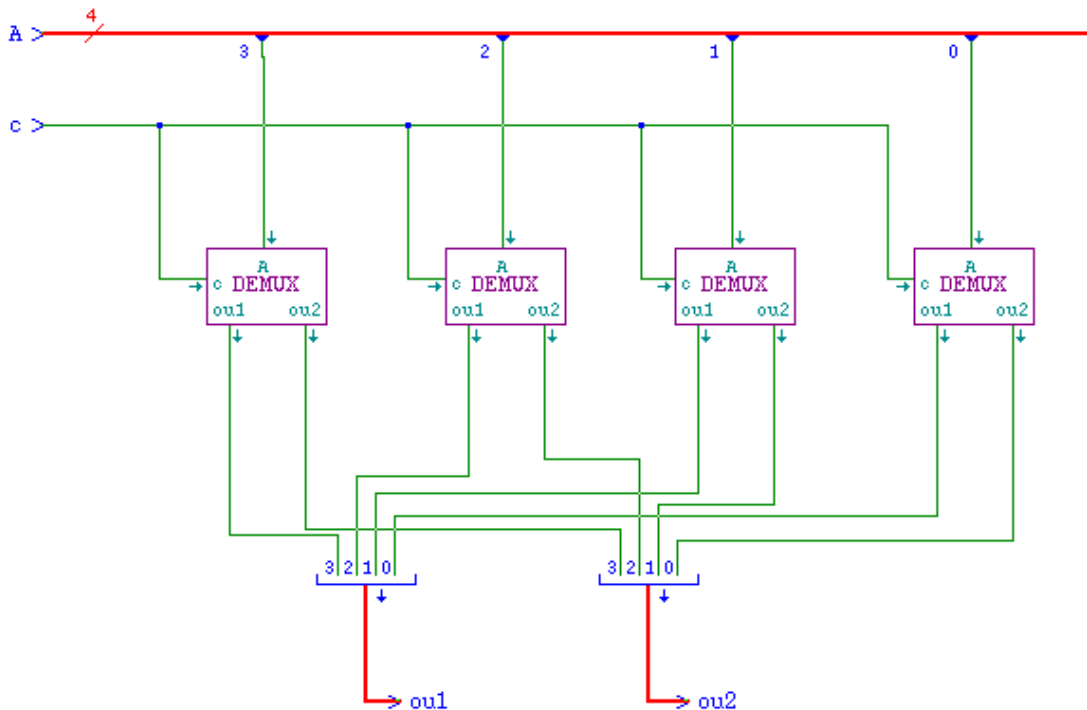 4
A
3 2 1 0
c
A A A A
c DEMUX c DEMUX c DEMUX c DEMUX
ou1 ou2 ou1 ou2 ou1 ou2 ou1 ou2
3 2 1 0 3 2 1 0
ou1 ou2